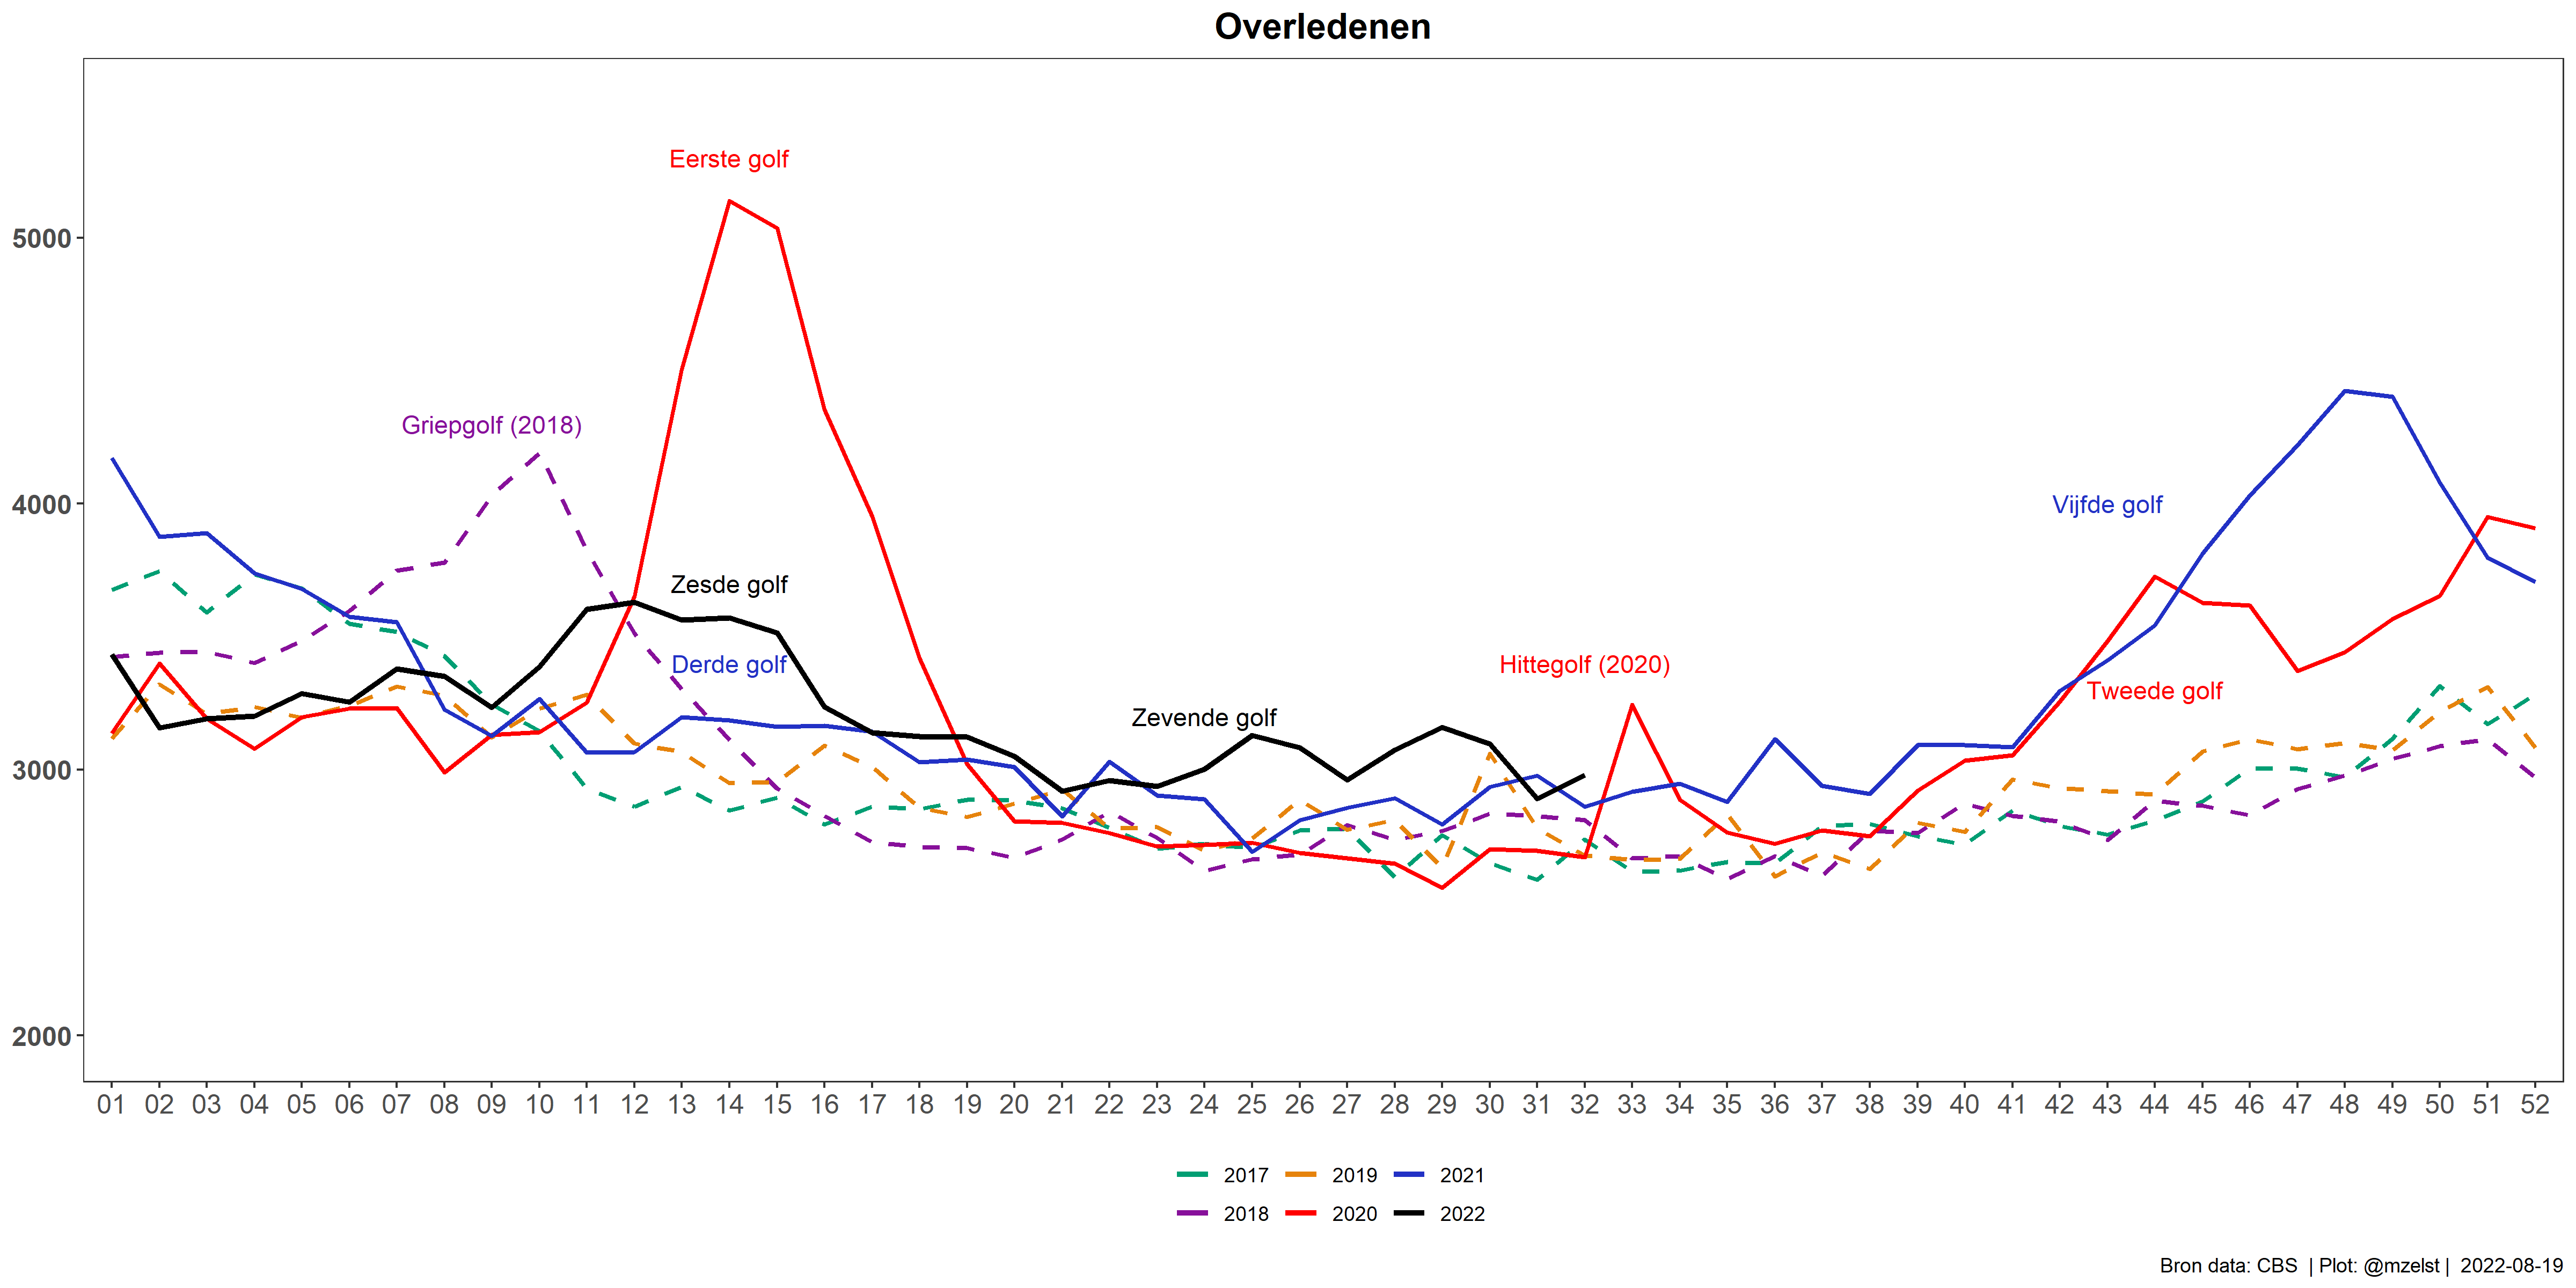 Overledenen
Eerste golf
5000
Griepgolf (2018)
4000
Vijfde golf
Zesde golf
Derde golf
Hittegolf (2020)
Tweede golf
Zevende golf
3000
2000
01 02 03 04 05 06 07 08 09 10 11 12 13 14 15 16 17 18 19 20 21 22 23 24 25 26 27 28 29 30 31 32 33 34 35 36 37 38 39 40 41 42 43 44 45 46 47 48 49 50 51 52
2017 2019 2021
2018 2020 2022
Bron data: CBS | Plot: @mzelst | 2022-08-19